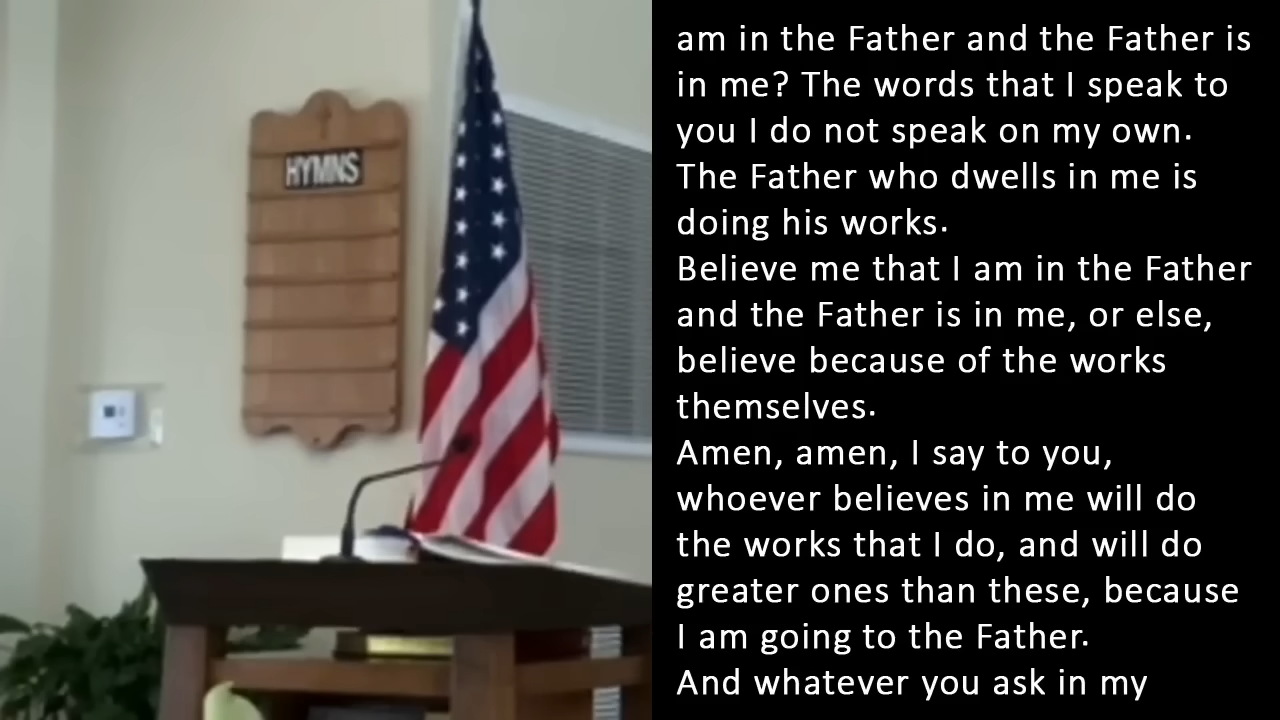 HYMNS
am in the Father and the Father is
in me? The words that I speak to
you I do not speak on my own.
The Father who dwells in me is
doing his works.
Believe me that I am in the Father
and the Father is in me, or else,
believe because of the works
themselves.
Amen, amen, I say to you,
whoever believes in me will do
the works that I do, and will do
greater ones than these, because
I am going to the Father.
And whatever you ask in my